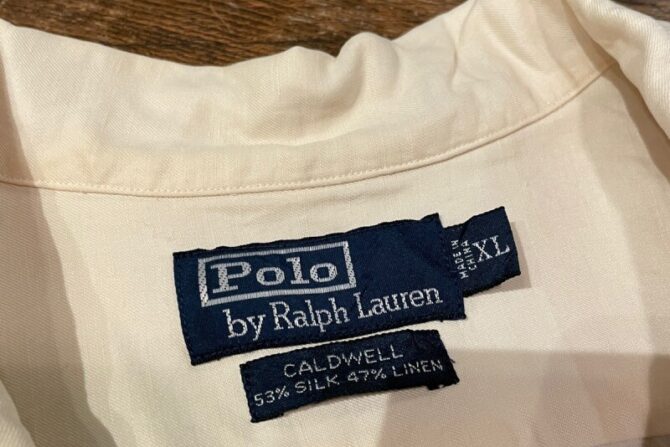 Polo
by Ralph Lauren
MADE IN
CHINA
XL
CALDWELL
53% SILK 47% LINEN